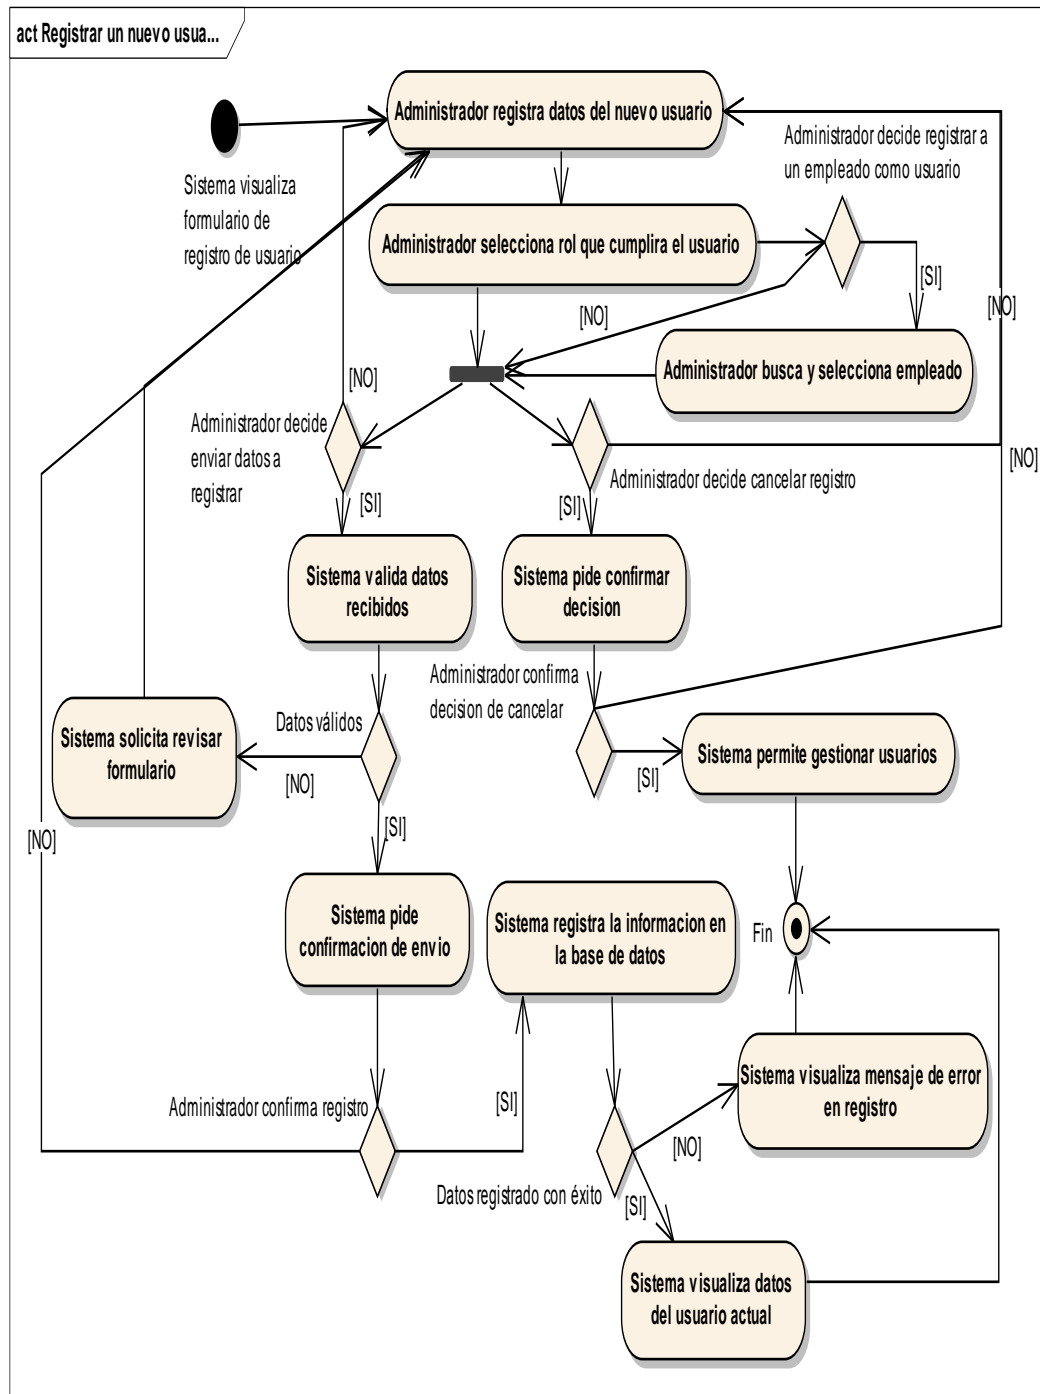 act Registrar un nuevo usua...
Administrador registra datos del nuevo usuario
Administrador decide registrar a
un empleado como usuario
Sistema visualiza
formulario de
registro de usuario
Administrador selecciona rol que cumplira el usuario
[SI]
[NO]
[NO]
Administrador busca y selecciona empleado
[NO]
Administrador decide
enviar datos a
registrar
[NO]
Administrador decide cancelar registro
[SI]
[SI]
Sistema valida datos
recibidos
Sistema pide confirmar
decision
Administrador confirma
decision de cancelar
Sistema solicita revisar
formulario
Datos válidos
[NO]
[SI]
Sistema permite gestionar usuarios
[NO]
[SI]
Sistema pide
confirmacion de envio
Sistema registra la informacion en
la base de datos
Fin
Sistema visualiza mensaje de error
en registro
Administrador confirma registro
[SI]
[NO]
Datos registrado con éxito
[SI]
Sistema visualiza datos
del usuario actual